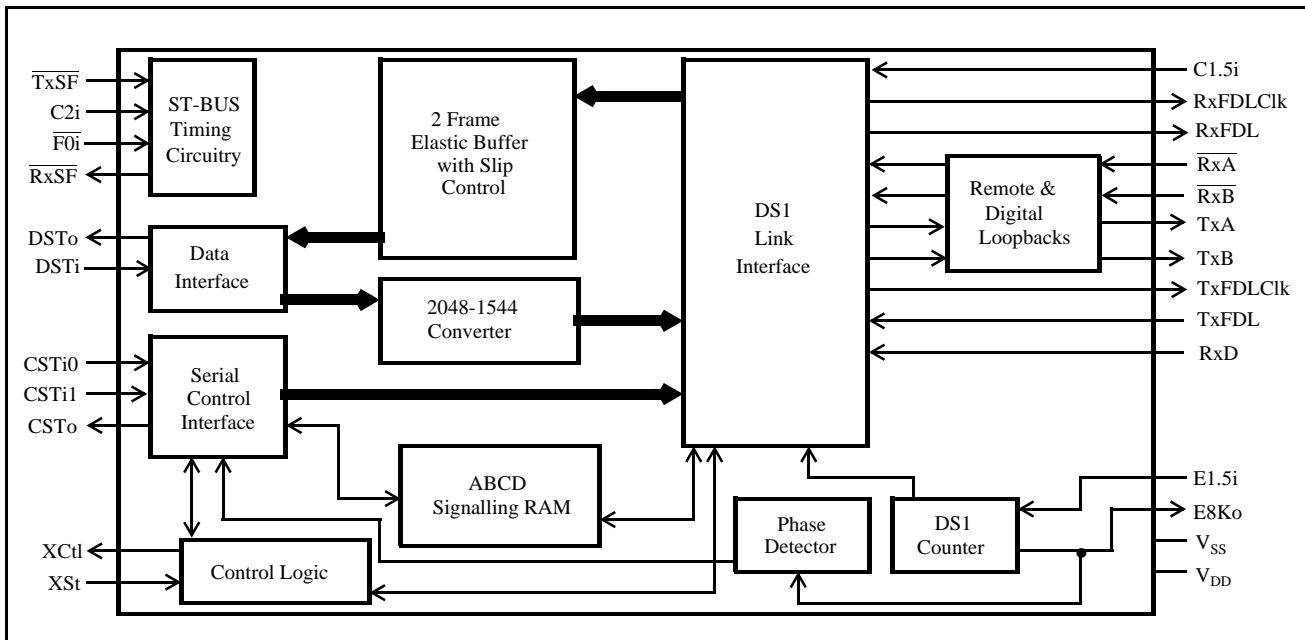 TxSF
C2i
F0i
RxSF
DSTo
DSTi
CSTi0
CSTi1
CSTo
XCtl
XSt
ST-BUS
Timing
Circuitry
2 Frame
Elastic Buffer
with Slip
Control
Data
Interface
2048-1544
Converter
Serial
Control
Interface
ABCD
Signalling RAM
Control Logic
DS1
Link
Interface
Remote &
Digital
Loopbacks
Phase
Detector
DS1
Counter
C1.5i
RxFDLClk
RxFDL
RxA
RxB
TxA
TxB
TxFDLClk
TxFDL
RxD
E1.5i
E8Ko
VSS
VDD